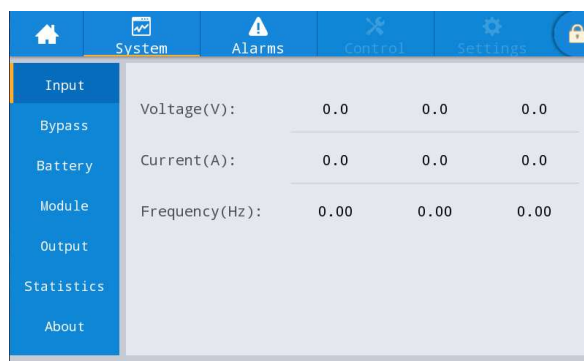 System Alarms Control Settings
Input
Bypass
Battery
Module
Output
Statistics
About
Voltage(V): 0.0 0.0 0.0
Current(A): 0.0 0.0 0.0
Frequency(Hz): 0.00 0.00 0.00